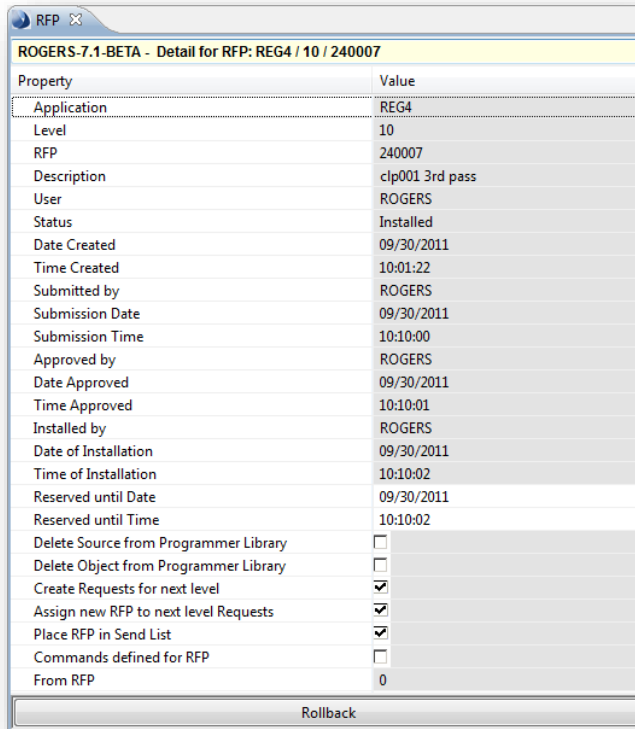 RFP
ROGERS-7.1-BETA - Detail for RFP: REG4 / 10 / 240007
Property Value
Application REG4
Level 10
RFP 240007
Description clp001 3rd pass
User ROGERS
Status Installed
Date Created 09/30/2011
Time Created 10:01:22
Submitted by ROGERS
Submission Date 09/30/2011
Submission Time 10:10:00
Approved by ROGERS
Date Approved 09/30/2011
Time Approved 10:10:01
Installed by ROGERS
Date of Installation 09/30/2011
Time of Installation 10:10:02
Reserved until Date 09/30/2011
Reserved until Time 10:10:02
Delete Source from Programmer Library
Delete Object from Programmer Library
Create Requests for next level
Assign new RFP to next level Requests
Place RFP in Send List
Commands defined for RFP
From RFP 0
Rollback